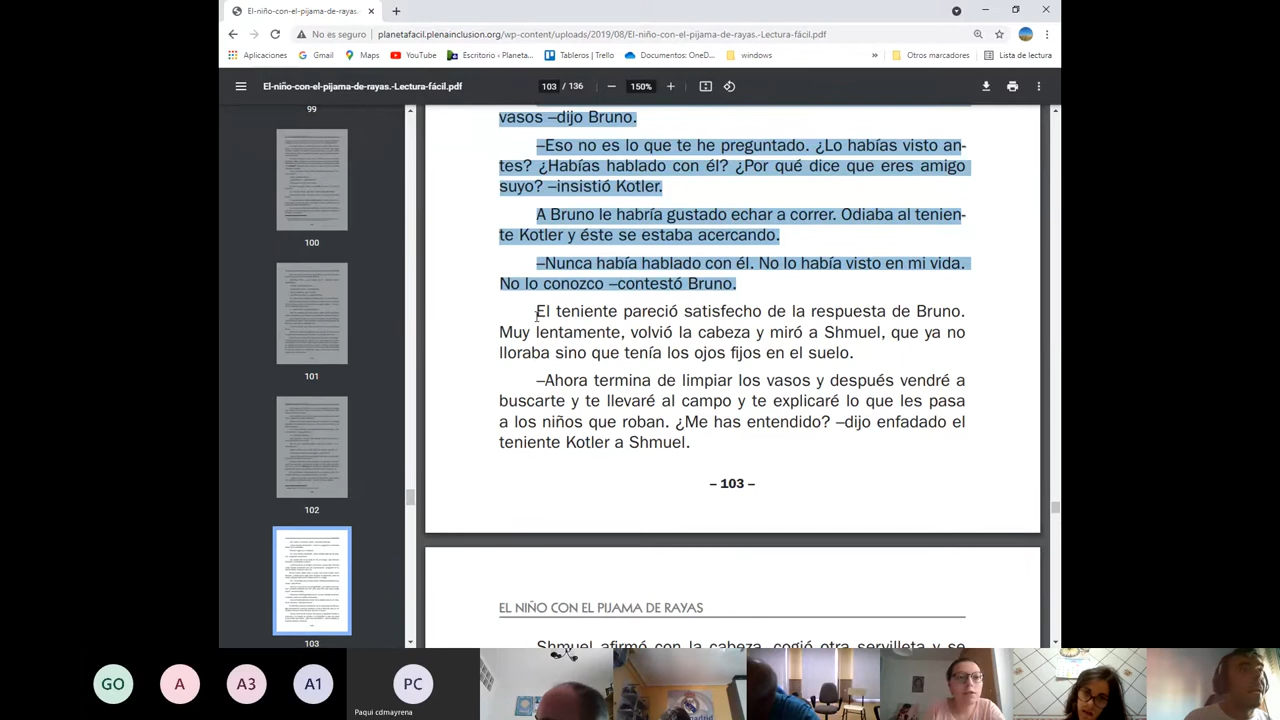 El-niño-con-el-pijama-de-rayas.-
No es seguro
planetafacil.plenainclusion.org/wp-content/uploads/2019/08/El-niño-con-el-pijama-de-rayas.-Lectura-fácil.pdf
Aplicaciones
Gmail
Maps
YouTube
Escritorio ‹ Planeta...
Tableros | Trello
Documentos: OneD...
windows
»
Otros marcadores
Lista de lectura
El-niño-con-el-pijama-de-rayas.-Lectura-fácil.pdf
103 / 136
150%
99
100
101
102
103
vasos –dijo Bruno.
–Eso no es lo que te he preguntado. ¿Lo habías visto an-
tes? ¿Habías hablado con él? ¿Por qué dice que eres amigo
suyo? –insistió Kotler.
A Bruno le habría gustado echar a correr. Odiaba al tenien-
te Kotler y éste se estaba acercando.
–Nunca había hablado con él. No lo había visto en mi vida.
No lo conozco –contestó Bruno.
El teniente pareció satisfecho de la respuesta de Bruno.
Muy lentamente, volvió la cabeza y miró a Shmuel, que ya no
lloraba sino que tenía los ojos fijos en el suelo.
–Ahora termina de limpiar los vasos y después vendré a
buscarte y te llevaré al campo y te explicaré lo que les pasa
a los niños que roban. ¿Me has entendido? –dijo enfadado el
teniente Kotler a Shmuel.
– 103 –
EL NIÑO CON EL PIJAMA DE RAYAS
Shmuel afirmó con la cabeza, cogió otra servilleta y se
GO
A
A3
A1
PC
Paqui cdmayrena